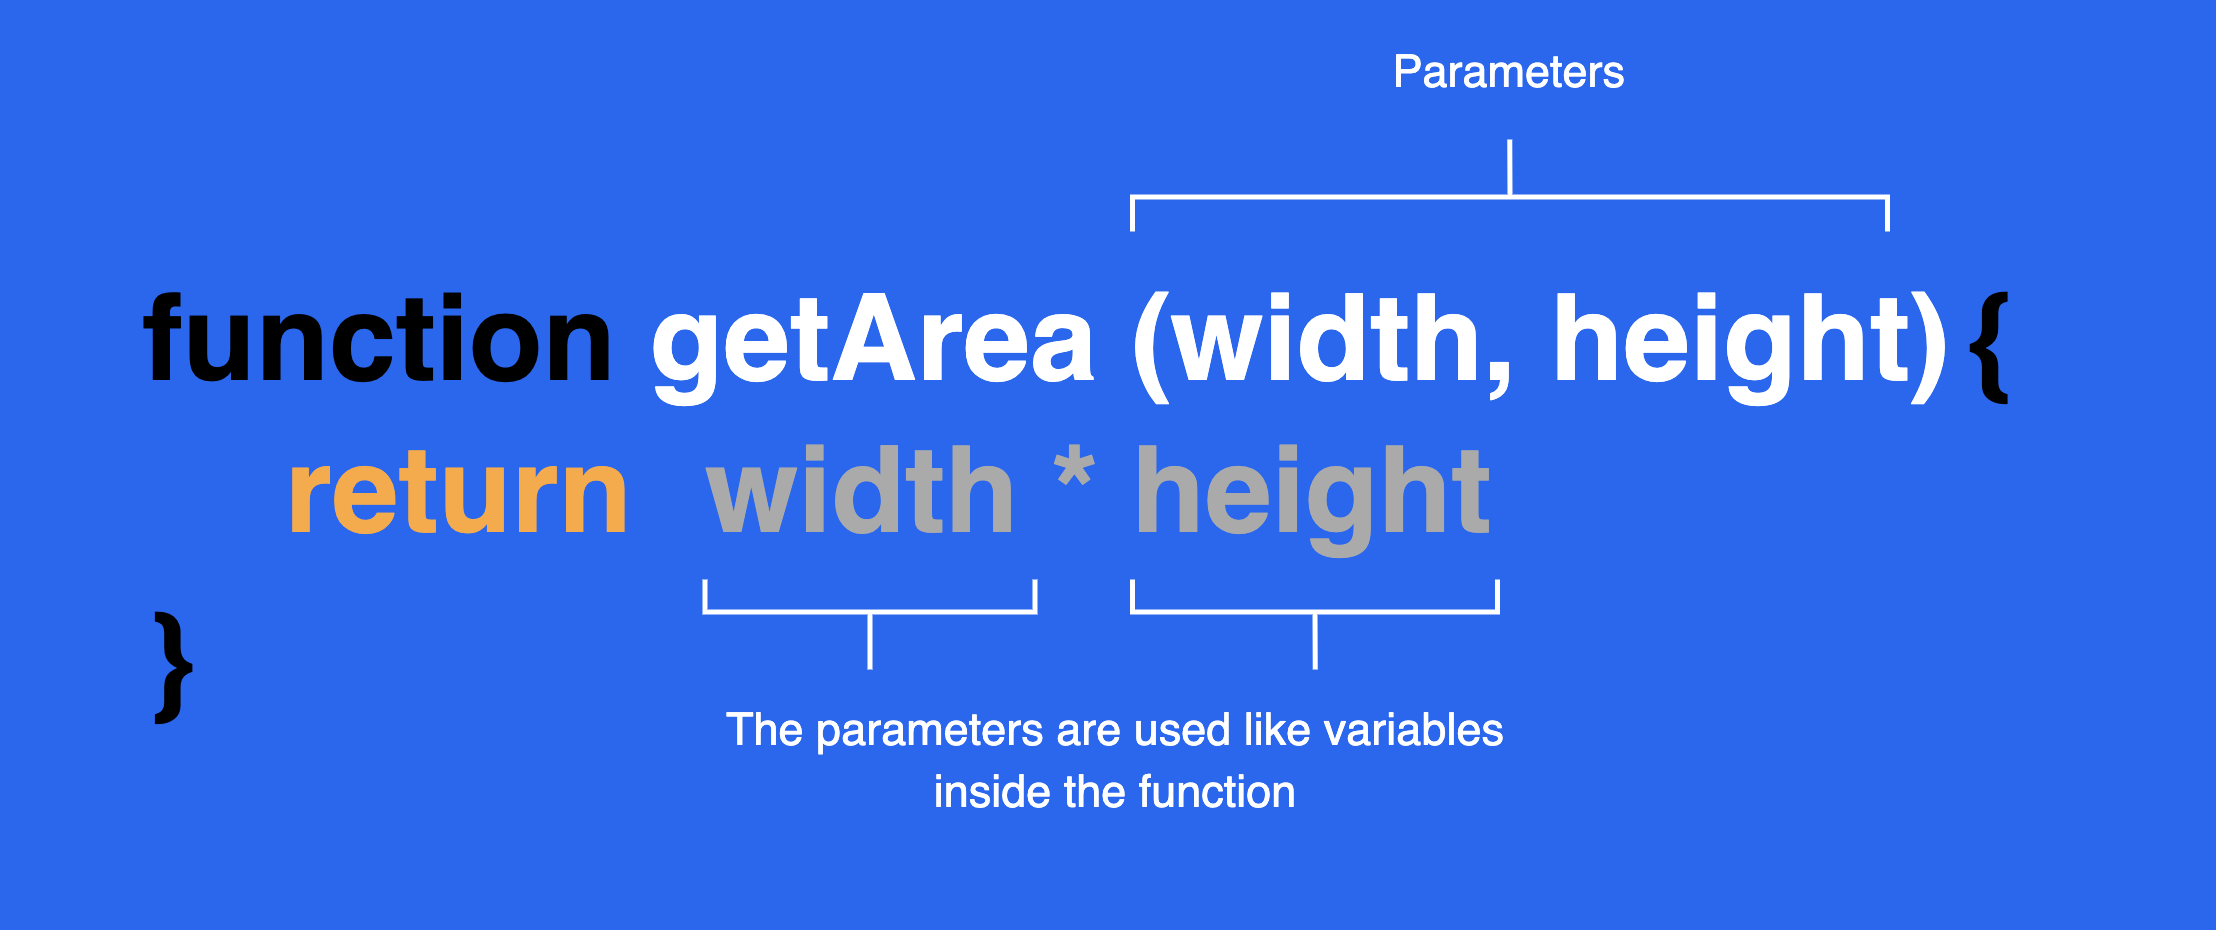 Parameters
function getArea (width, height) {
return width * height
}
The parameters are used like variables
inside the function